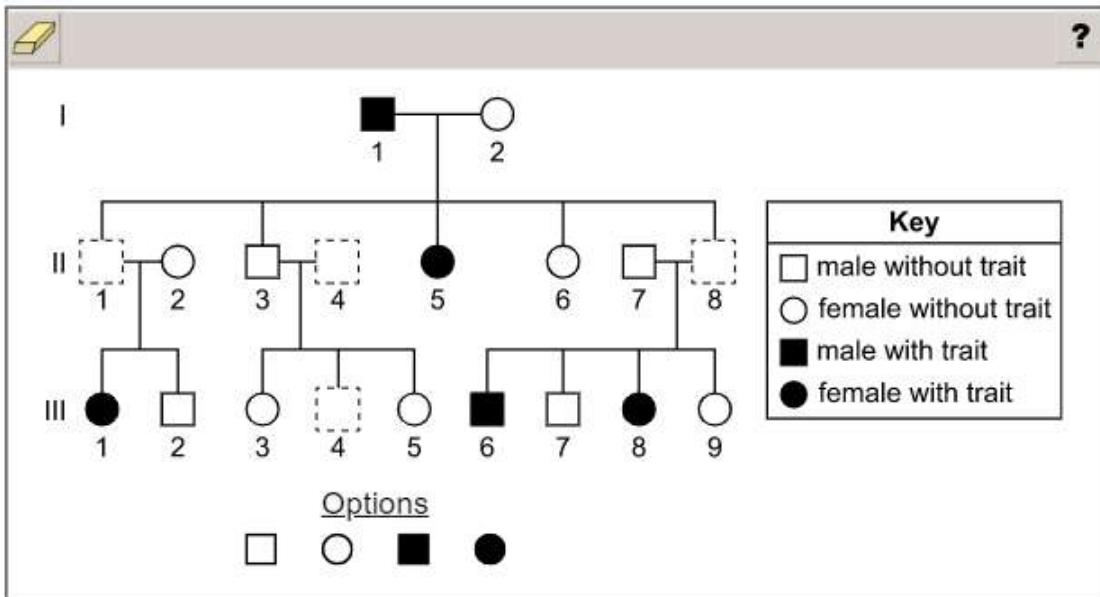 ?
I
1 2
Key
II
male without trait
1 2 3 4 5 6 7 8
female without trait
male with trait
III
female with trait
1 2 3 4 5 6 7 8 9
Options